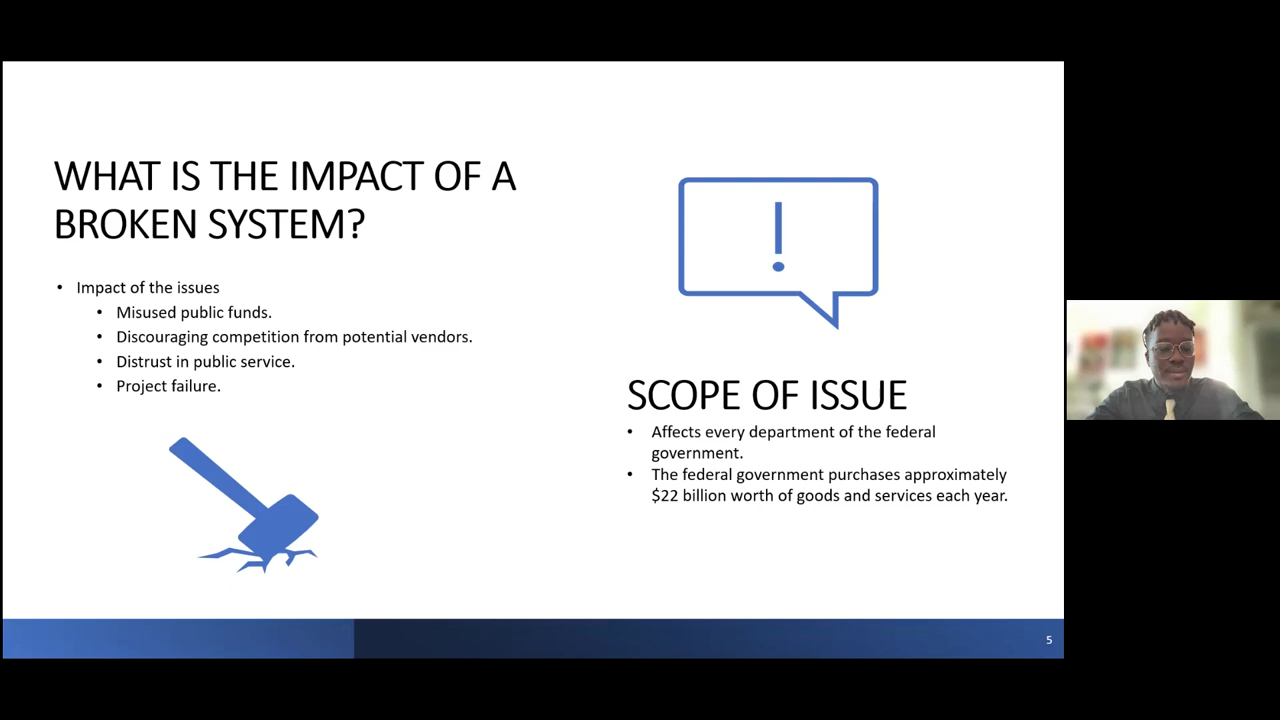 WHAT IS THE IMPACT OF A
BROKEN SYSTEM?
• Impact of the issues
• Misused public funds.
• Discouraging competition from potential vendors.
• Distrust in public service.
• Project failure.
!
SCOPE OF ISSUE
• Affects every department of the federal
government.
• The federal government purchases approximately
$22 billion worth of goods and services each year.
5